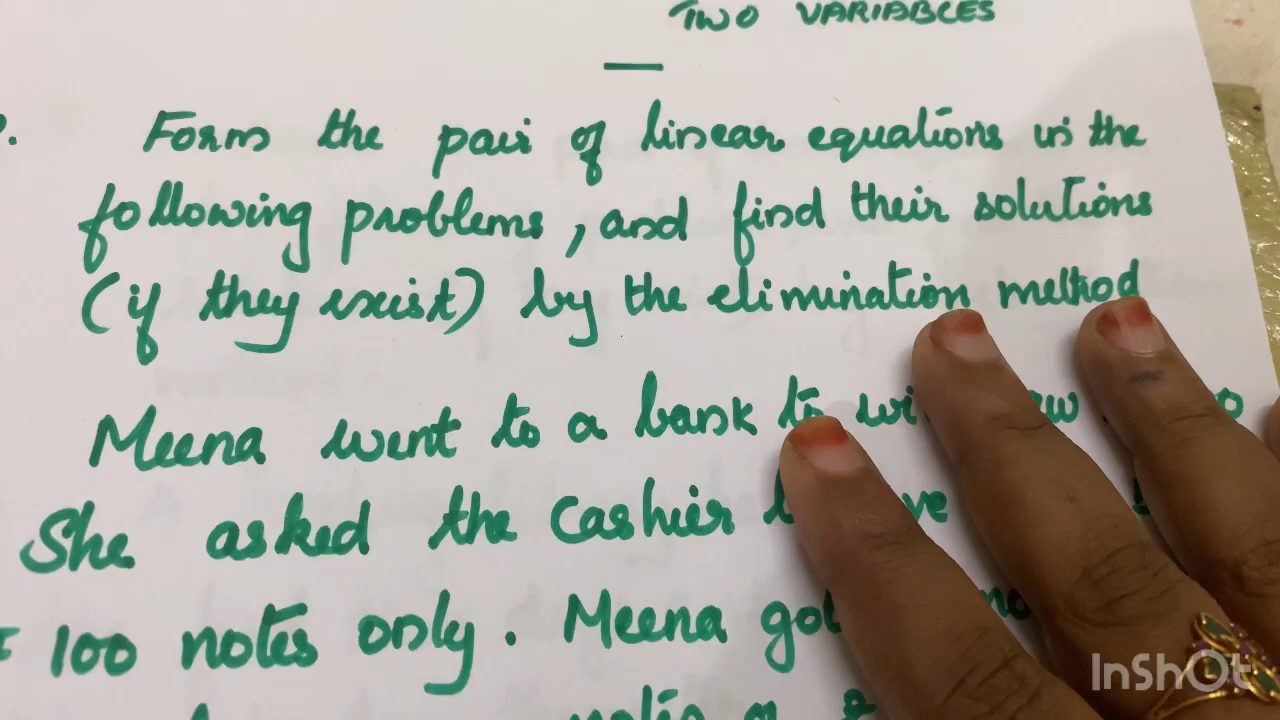 TWO VARIABLES
Form the pair of linear equations in the
following problems, and find their solutions
(if they exist) by the elimination method
Meena went to a bank to
She asked the cashier
100 notes only. Meena got
InShOt